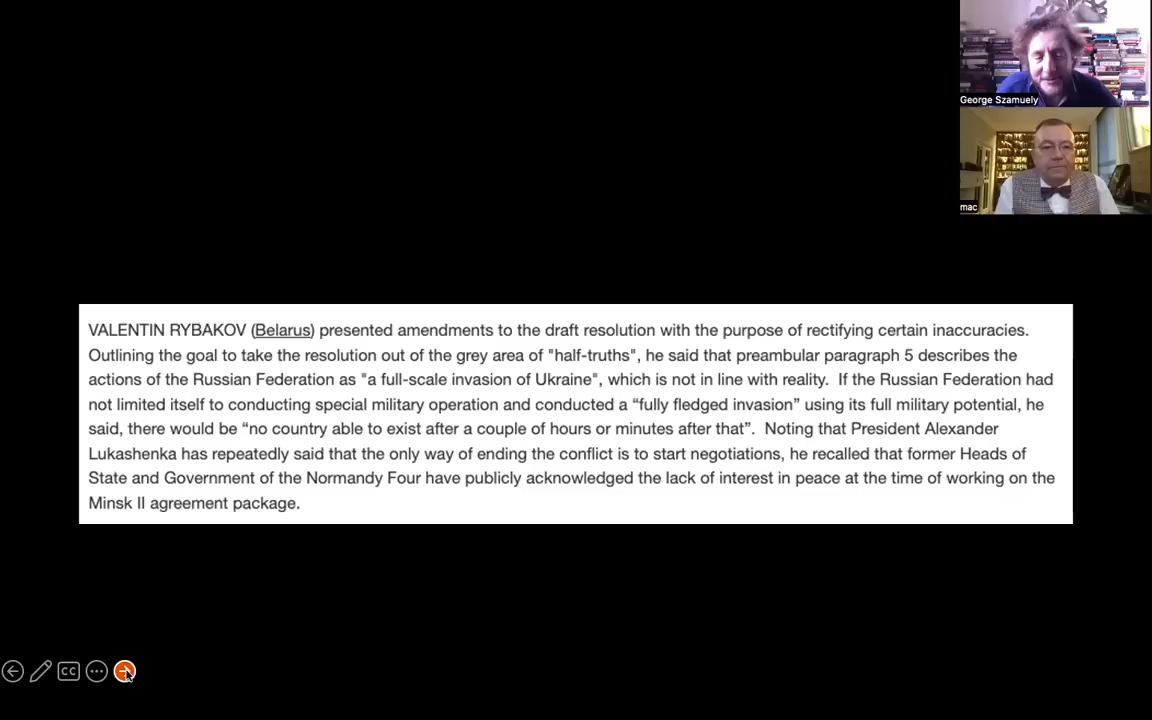 George Szamuely
mac
VALENTIN RYBAKOV (Belarus) presented amendments to the draft resolution with the purpose of rectifying certain inaccuracies.
Outlining the goal to take the resolution out of the grey area of "half-truths", he said that preambular paragraph 5 describes the
actions of the Russian Federation as "a full-scale invasion of Ukraine", which is not in line with reality.  If the Russian Federation had
not limited itself to conducting special military operation and conducted a “fully fledged invasion” using its full military potential, he
said, there would be “no country able to exist after a couple of hours or minutes after that”.  Noting that President Alexander
Lukashenka has repeatedly said that the only way of ending the conflict is to start negotiations, he recalled that former Heads of
State and Government of the Normandy Four have publicly acknowledged the lack of interest in peace at the time of working on the
Minsk II agreement package.
CC